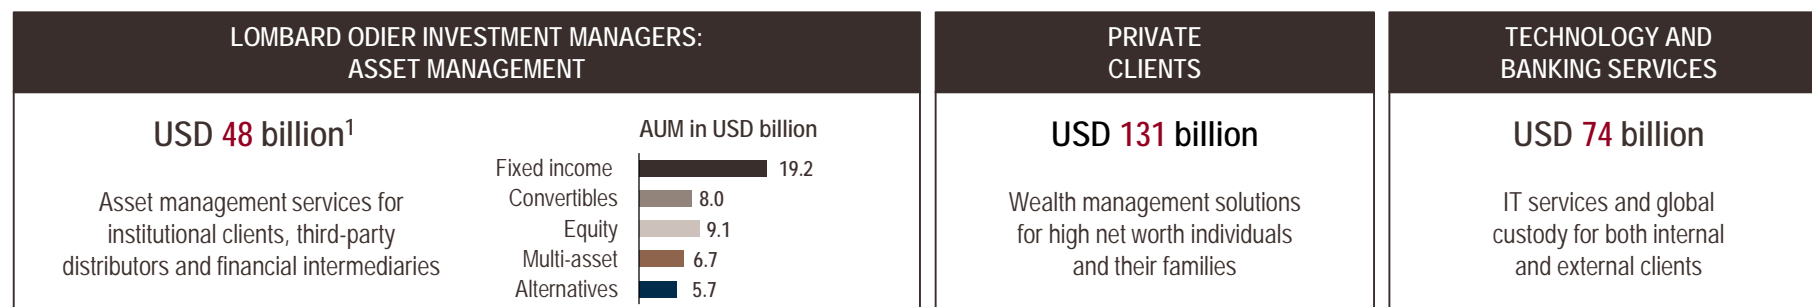 LOMBARD ODIER INVESTMENT MANAGERS:
ASSET MANAGEMENT
USD 48 billion1
Asset management services for
institutional clients, third-party
distributors and financial intermediaries
AUM in USD billion
Fixed income 19.2
Convertibles 8.0
Equity 9.1
Multi-asset 6.7
Alternatives 5.7
PRIVATE
CLIENTS
USD 131 billion
Wealth management solutions
for high net worth individuals
and their families
TECHNOLOGY AND
BANKING SERVICES
USD 74 billion
IT services and global
custody for both internal
and external clients